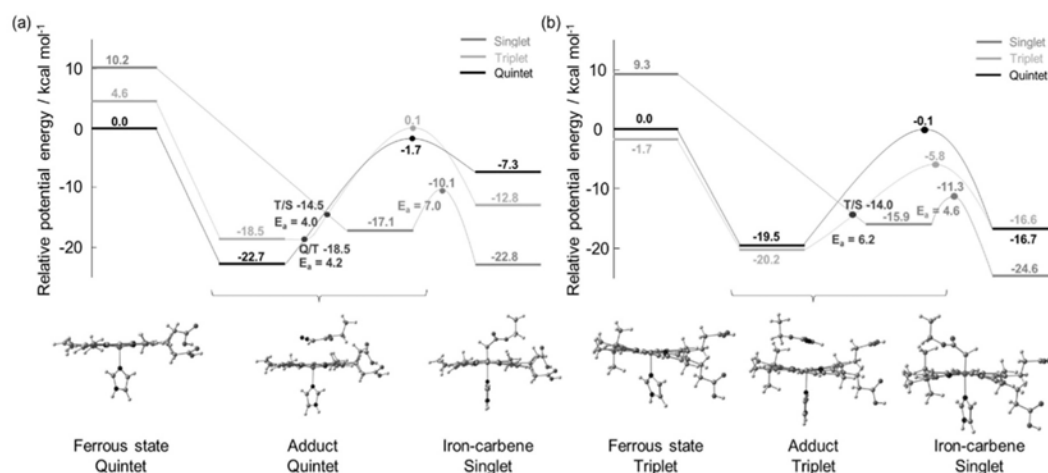 (a)
Relative potential energy / kcal mol-1
10
0
-10
-20
Singlet
Triplet
Quintet
10.2
4.6
0.0
0.1
-1.7
-7.3
-10.1
-12.8
T/S -14.5
Ea = 4.0
Ea = 7.0
-17.1
-18.5
Q/T -18.5
Ea = 4.2
-22.7
-22.8
Ferrous state
Quintet
Adduct
Quintet
Iron-carbene
Singlet
(b)
Relative potential energy / kcal mol-1
10
0
-10
-20
Singlet
Triplet
Quintet
9.3
0.0
-1.7
-0.1
-5.8
-11.3
T/S -14.0
Ea = 4.6
-15.9
Ea = 6.2
-16.6
-16.7
-19.5
-20.2
-24.6
Ferrous state
Triplet
Adduct
Triplet
Iron-carbene
Singlet